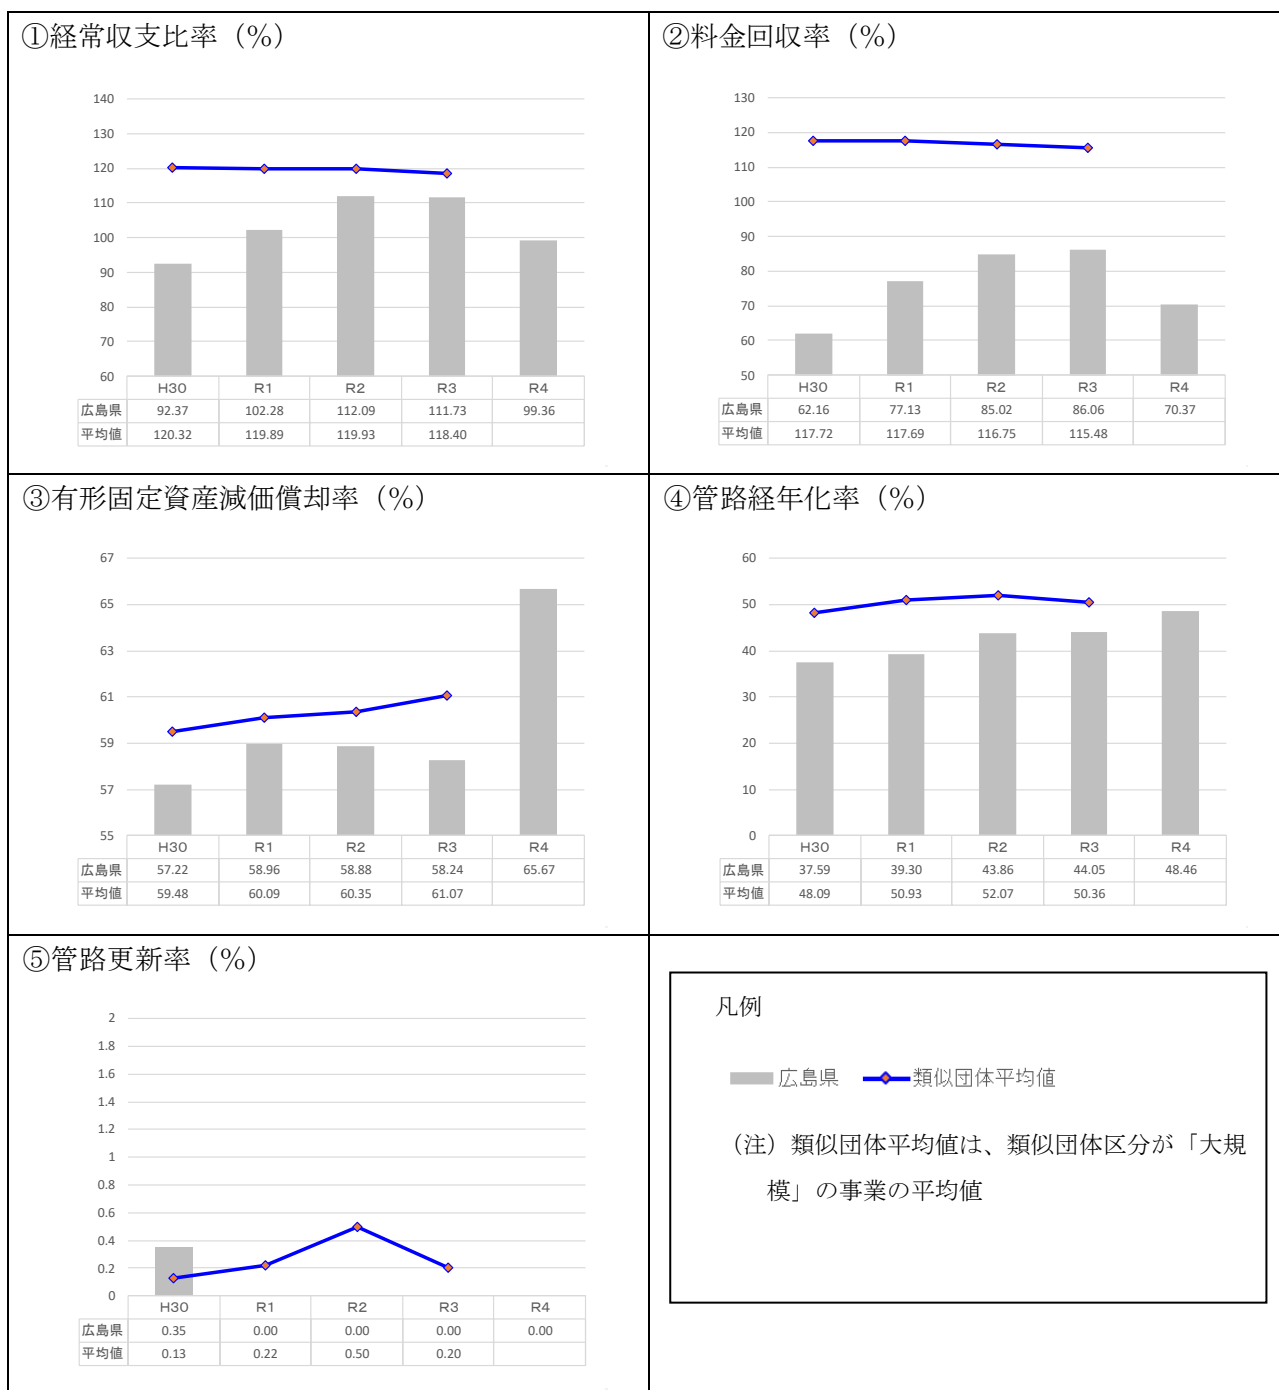 ①経常収支比率（%）
140
130
120
110
100
90
80
70
60
H30 R1 R2 R3 R4
広島県 92.37 102.28 112.09 111.73 99.36
平均値 120.32 119.89 119.93 118.40
②料金回収率（%）
130
120
110
100
90
80
70
60
50
H30 R1 R2 R3 R4
広島県 62.16 77.13 85.02 86.06 70.37
平均値 117.72 117.69 116.75 115.48
③有形固定資産減価償却率（%）
67
65
63
61
59
57
55
H30 R1 R2 R3 R4
広島県 57.22 58.96 58.88 58.24 65.67
平均値 59.48 60.09 60.35 61.07
④管路経年化率（%）
60
50
40
30
20
10
0
H30 R1 R2 R3 R4
広島県 37.59 39.30 43.86 44.05 48.46
平均値 48.09 50.93 52.07 50.36
⑤管路更新率（%）
2
1.8
1.6
1.4
1.2
1
0.8
0.6
0.4
0.2
0
H30 R1 R2 R3 R4
広島県 0.35 0.00 0.00 0.00 0.00
平均値 0.13 0.22 0.50 0.20
凡例
広島県 類似団体平均値
（注）類似団体平均値は、類似団体区分が「大規
模」の事業の平均値